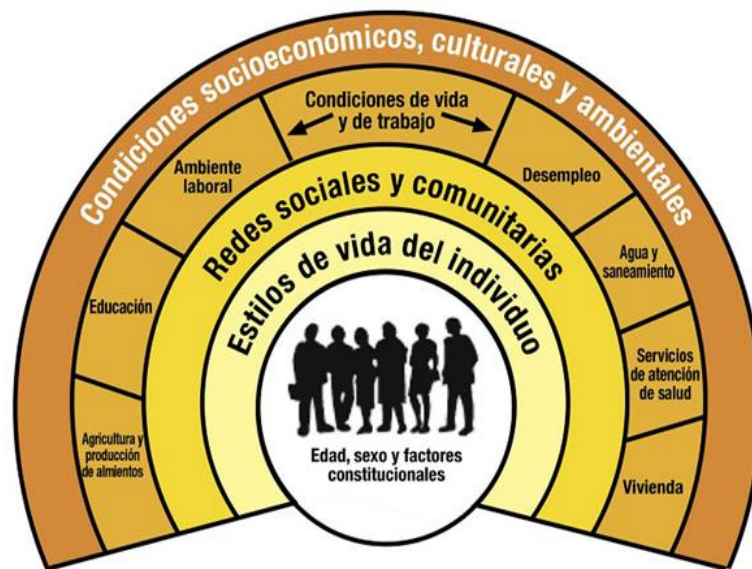 Condiciones socioeconómicos, culturales y ambientales
Condiciones de vida
y de trabajo
Ambiente
laboral
Desempleo
Redes sociales y comunitarias
Agua y
saneamiento
Estilos de vida del individuo
Educación
Servicios
de atención
de salud
Agricultura y
producción
de almientos
Edad, sexo y factores
constitucionales
Vivienda